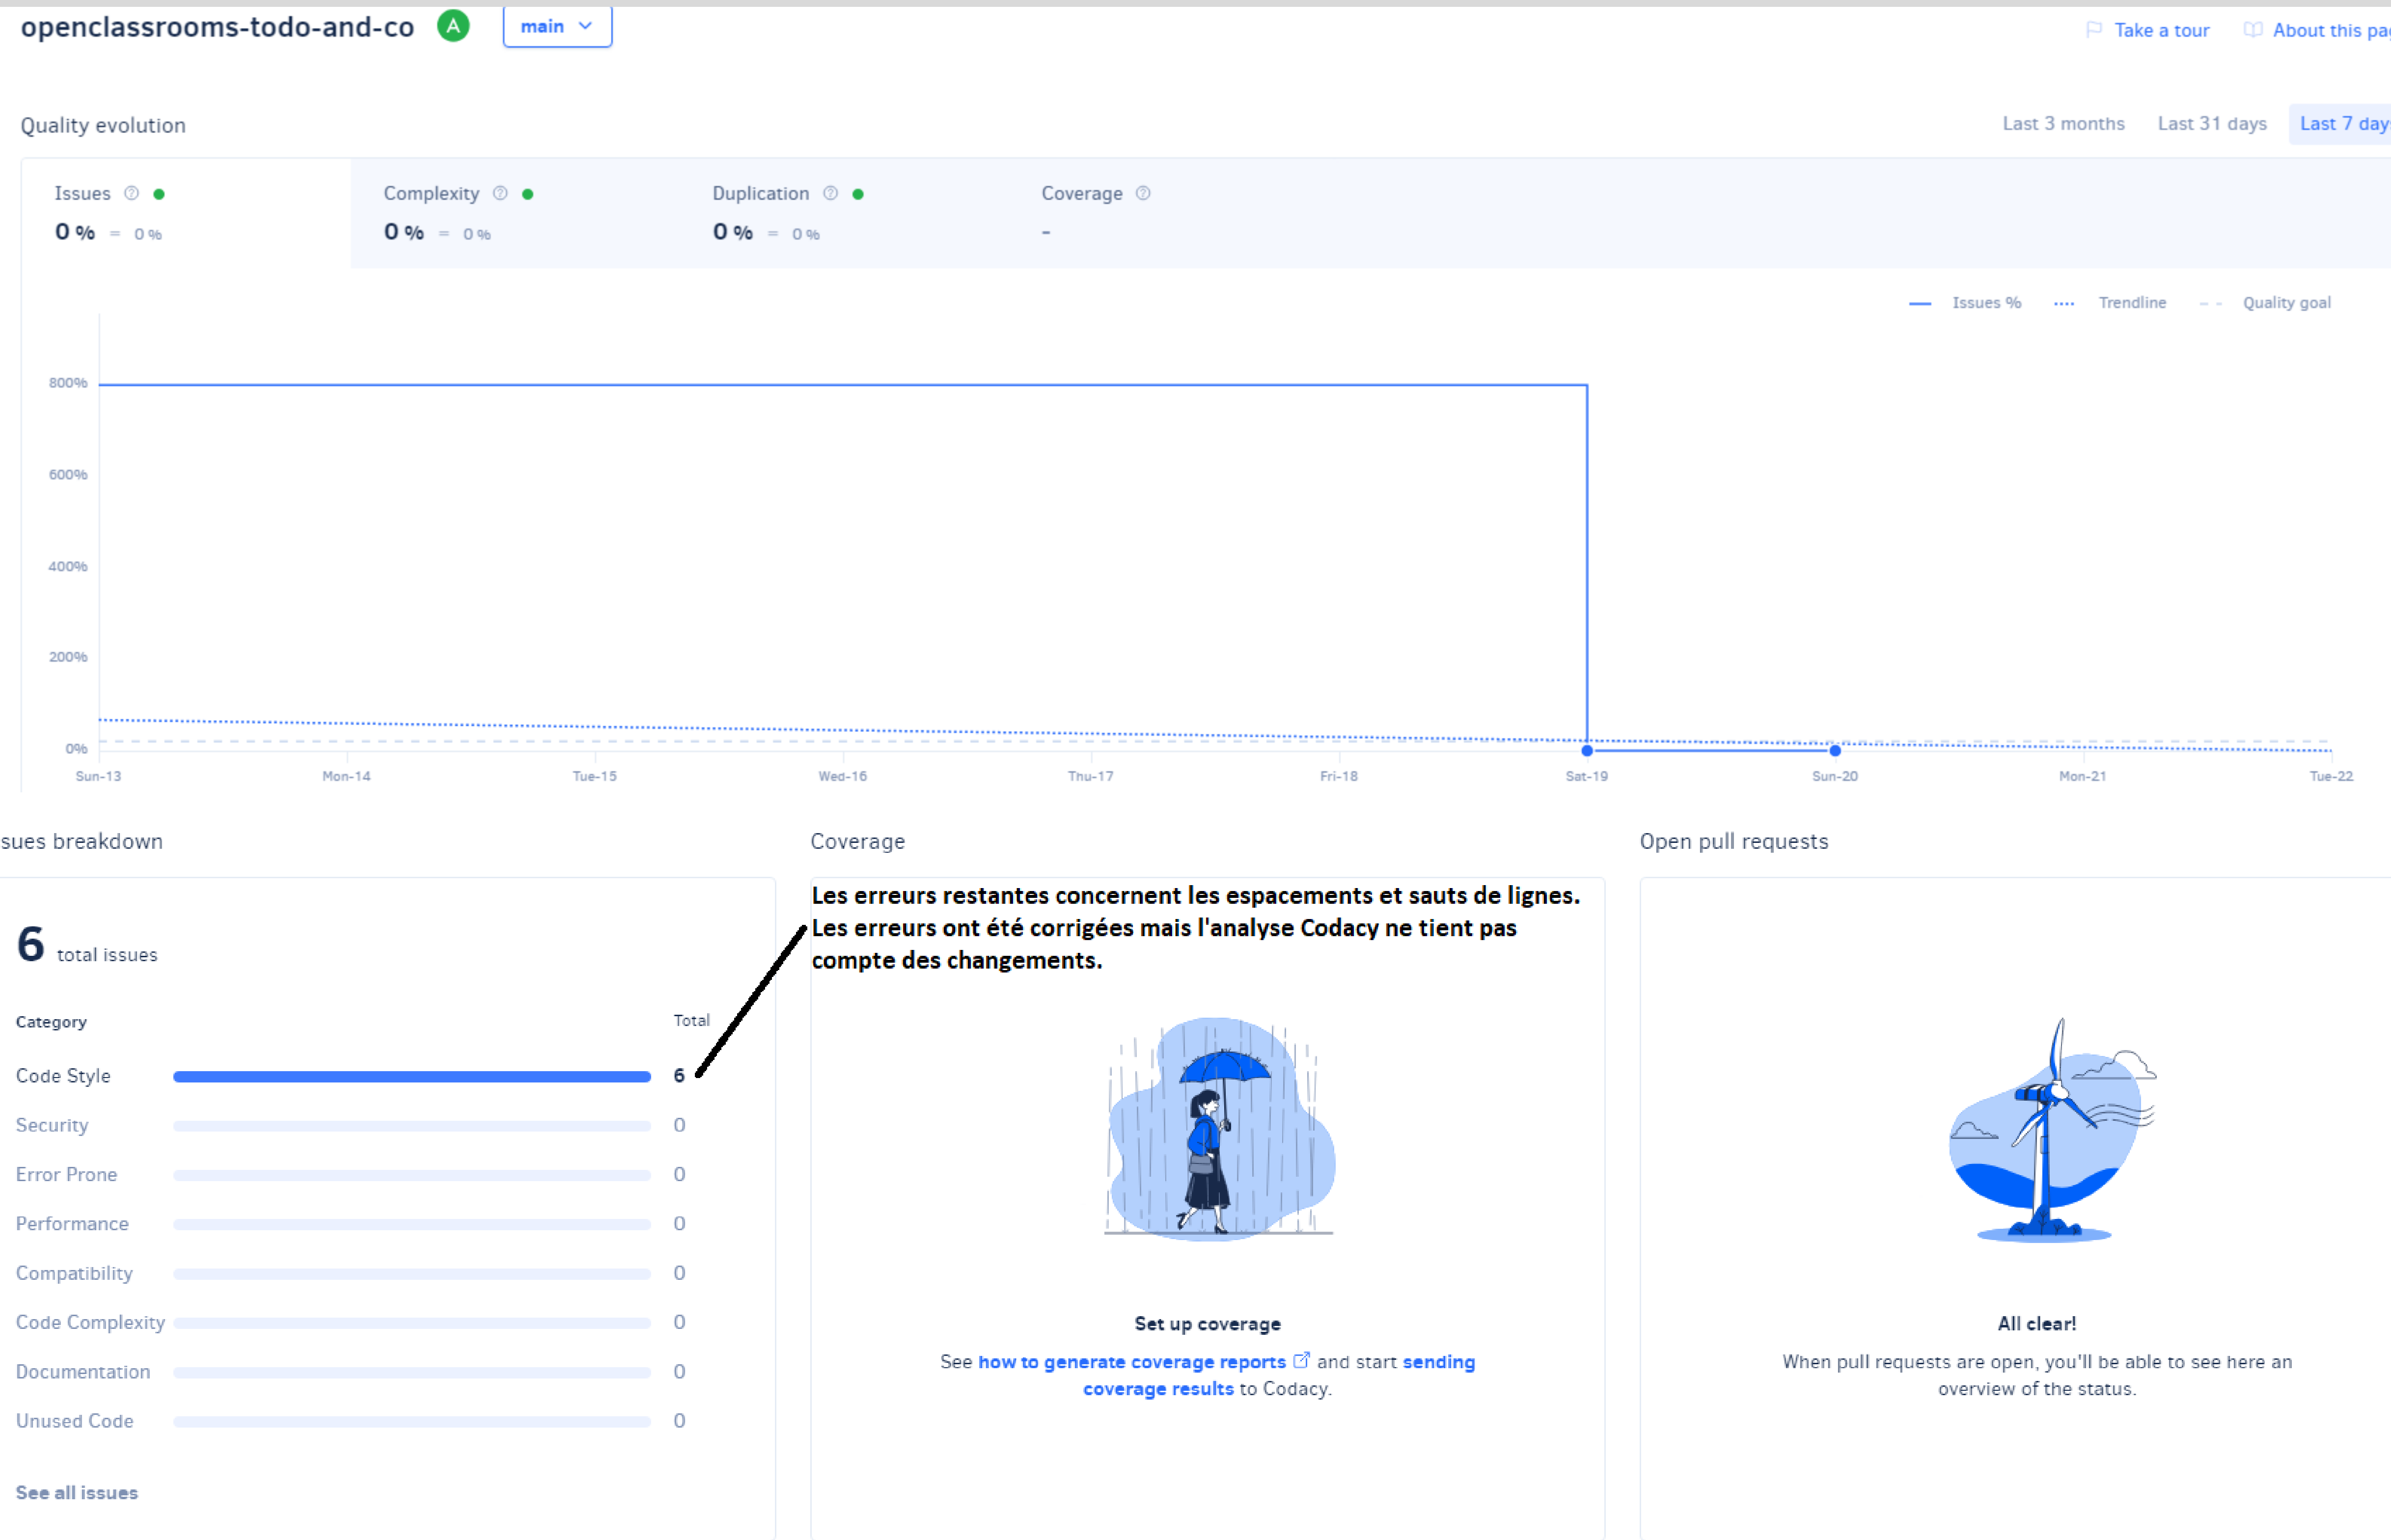 openclassrooms-todo-and-co A main
Take a tour About this pa
Quality evolution
Last 3 months Last 31 days Last 7 day
Issues Complexity Duplication Coverage
0 % = 0 % 0 % = 0 % 0 % = 0 % -
Issues % Trendline Quality goal
800%
600%
400%
200%
0%
Sun-13 Mon-14 Tue-15 Wed-16 Thu-17 Fri-18 Sat-19 Sun-20 Mon-21 Tue-22
sues breakdown
6 total issues
Category Total
Code Style 6
Security 0
Error Prone 0
Performance 0
Compatibility 0
Code Complexity 0
Documentation 0
Unused Code 0
See all issues
Coverage
Les erreurs restantes concernent les espacements et sauts de lignes.
Les erreurs ont été corrigées mais l'analyse Codacy ne tient pas
compte des changements.
Set up coverage
See how to generate coverage reports and start sending
coverage results to Codacy.
Open pull requests
All clear!
When pull requests are open, you'll be able to see here an
overview of the status.